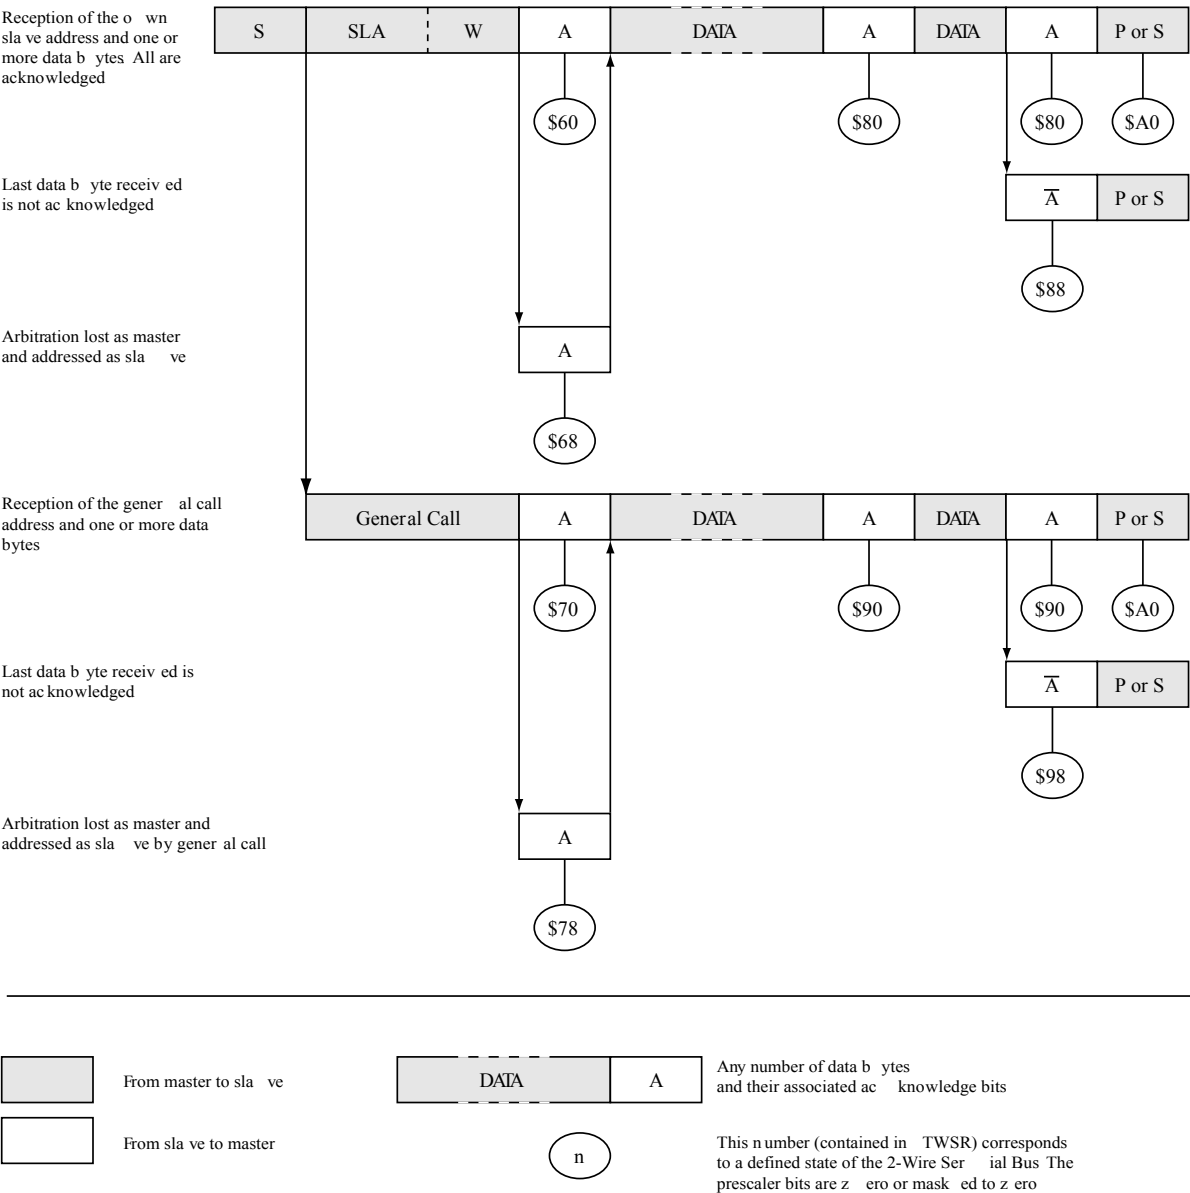 Reception of the o wn
sla ve address and one or
more data b ytes. All are
acknowledged
S SLA W A DATA A DATA A P or S
$60 $80 $80 $A0
Last data b yte receiv ed
is not ac knowledged
A P or S
$88
Arbitration lost as master
and addressed as sla ve
A
$68
Reception of the gener al call
address and one or more data
bytes
General Call A DATA A DATA A P or S
$70 $90 $90 $A0
Last data b yte receiv ed is
not ac knowledged
A P or S
$98
Arbitration lost as master and
addressed as sla ve by gener al call
A
$78
From master to sla ve
DATA A
Any number of data b ytes
and their associated ac knowledge bits
From sla ve to master
n
This n umber (contained in TWSR) corresponds
to a defined state of the 2-Wire Ser ial Bus The
prescaler bits are z ero or mask ed to z ero